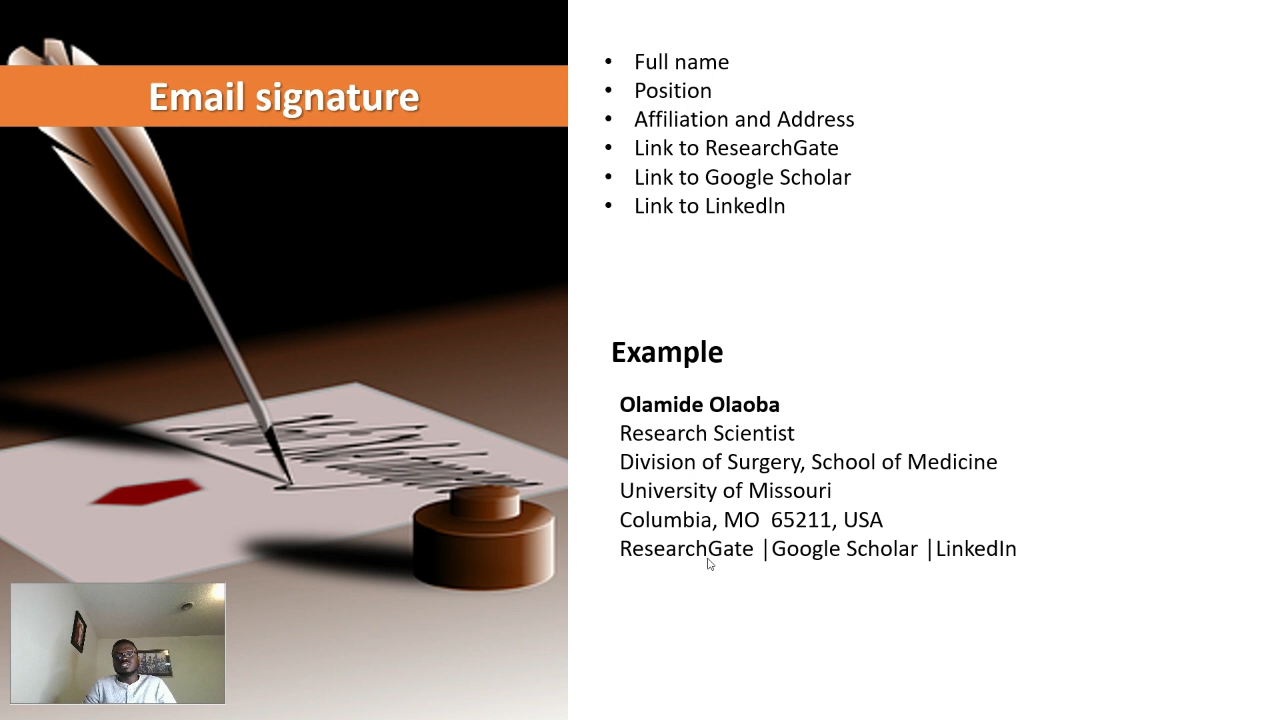 Email signature
• Full name
• Position
• Affiliation and Address
• Link to ResearchGate
• Link to Google Scholar
• Link to LinkedIn
Example
Olamide Olaoba
Research Scientist
Division of Surgery, School of Medicine
University of Missouri
Columbia, MO  65211, USA
ResearchGate |Google Scholar |LinkedIn